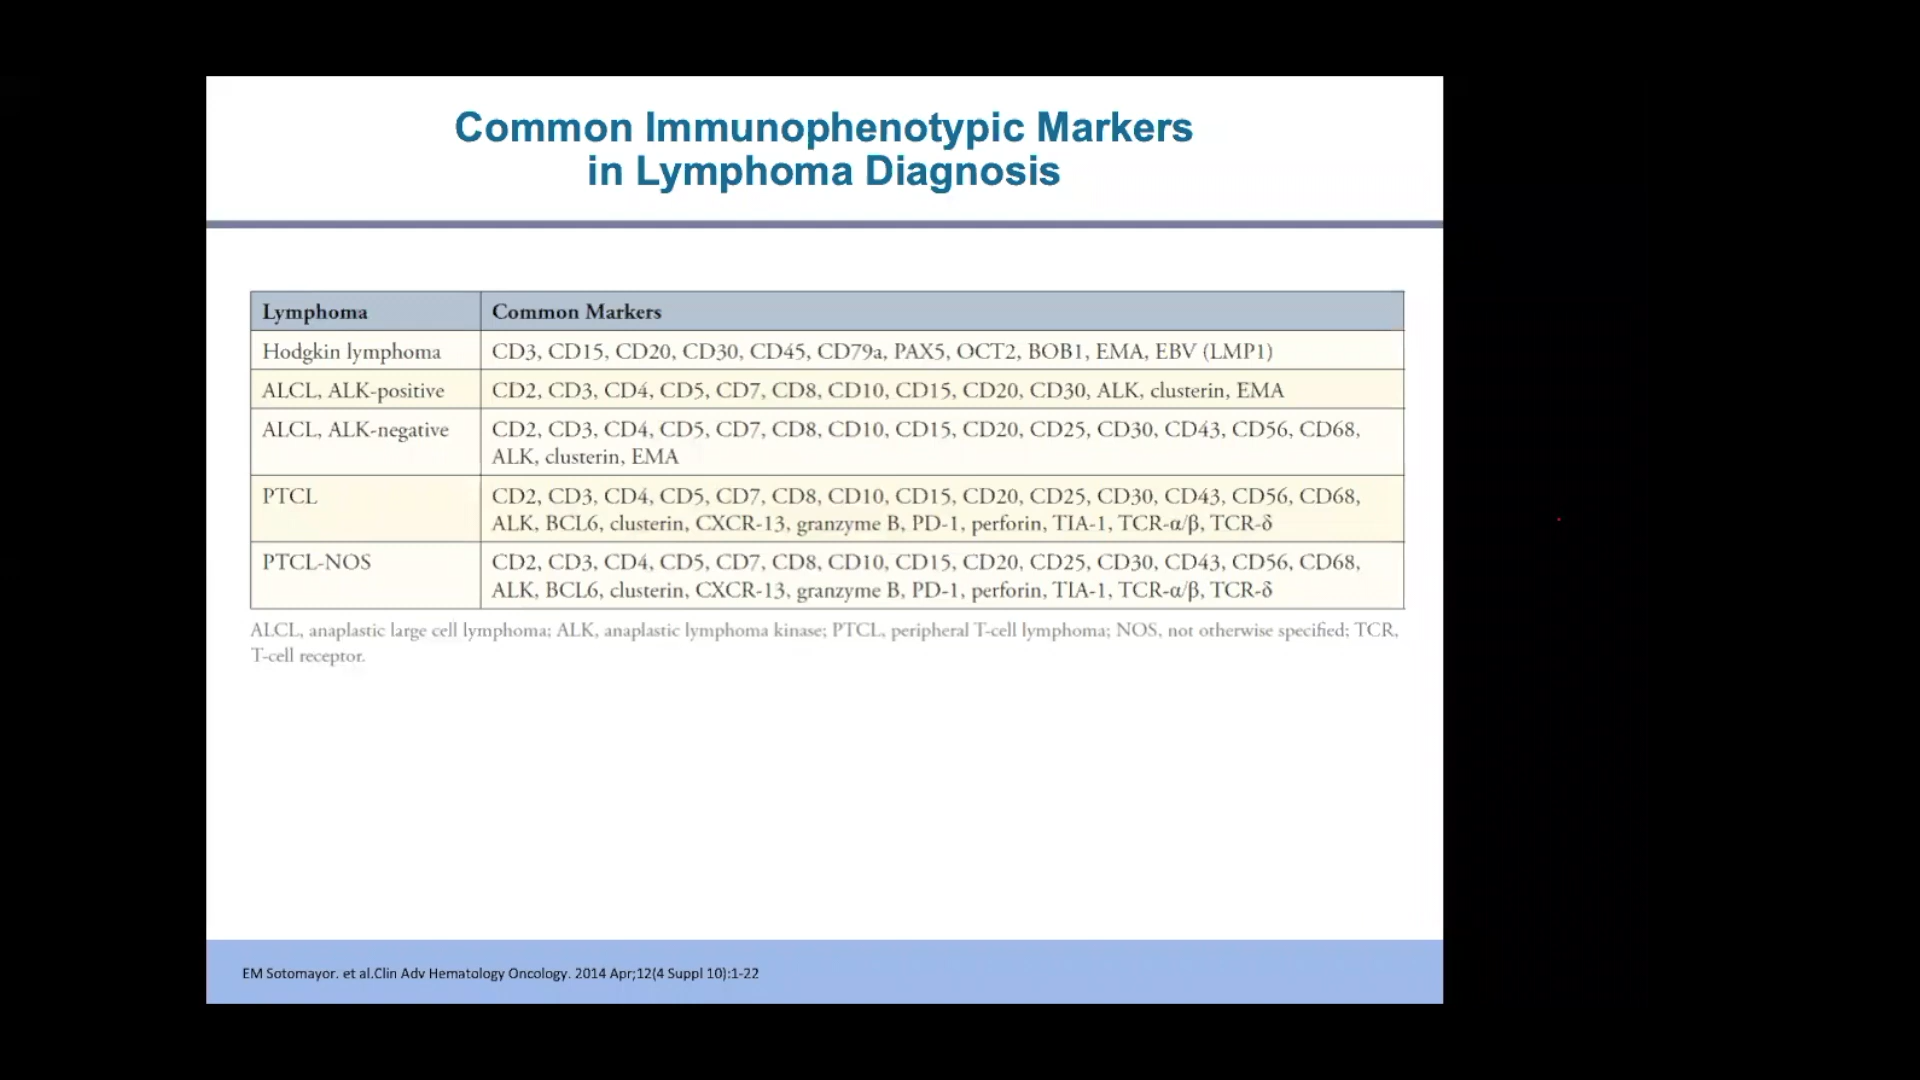 Common Immunophenotypic Markers
in Lymphoma Diagnosis
Lymphoma Common Markers
Hodgkin lymphoma CD3, CD15, CD20, CD30, CD45, CD79a, PAX5, OCT2, BOB1, EMA, EBV (LMP1)
ALCL, ALK-positive CD2, CD3, CD4, CD5, CD7, CD8, CD10, CD15, CD20, CD30, ALK, clusterin, EMA
ALCL, ALK-negative CD2, CD3, CD4, CD5, CD7, CD8, CD10, CD15, CD20, CD25, CD30, CD43, CD56, CD68,
ALK, clusterin, EMA
PTCL CD2, CD3, CD4, CD5, CD7, CD8, CD10, CD15, CD20, CD25, CD30, CD43, CD56, CD68,
ALK, BCL6, clusterin, CXCR-13, granzyme B, PD-1, perforin, TIA-1, TCR-α/β, TCR-δ
PTCL-NOS CD2, CD3, CD4, CD5, CD7, CD8, CD10, CD15, CD20, CD25, CD30, CD43, CD56, CD68,
ALK, BCL6, clusterin, CXCR-13, granzyme B, PD-1, perforin, TIA-1, TCR-α/β, TCR-δ
ALCL, anaplastic large cell lymphoma; ALK, anaplastic lymphoma kinase; PTCL, peripheral T-cell lymphoma; NOS, not otherwise specified; TCR,
T-cell receptor.
EM Sotomayor. et al.Clin Adv Hematology Oncology. 2014 Apr;12(4 Suppl 10):1-22